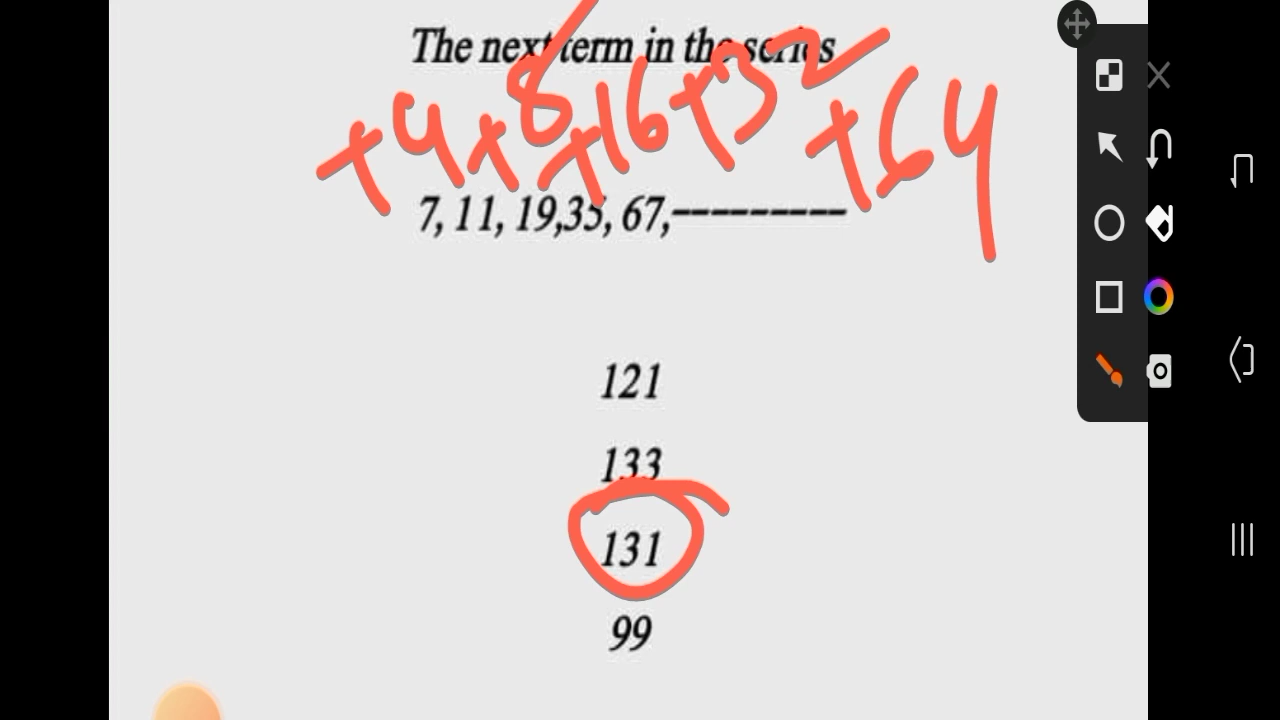 The next term in the series
+4 +8 +16 +32 +64
7, 11, 19,35, 67,---------
121
133
131
99